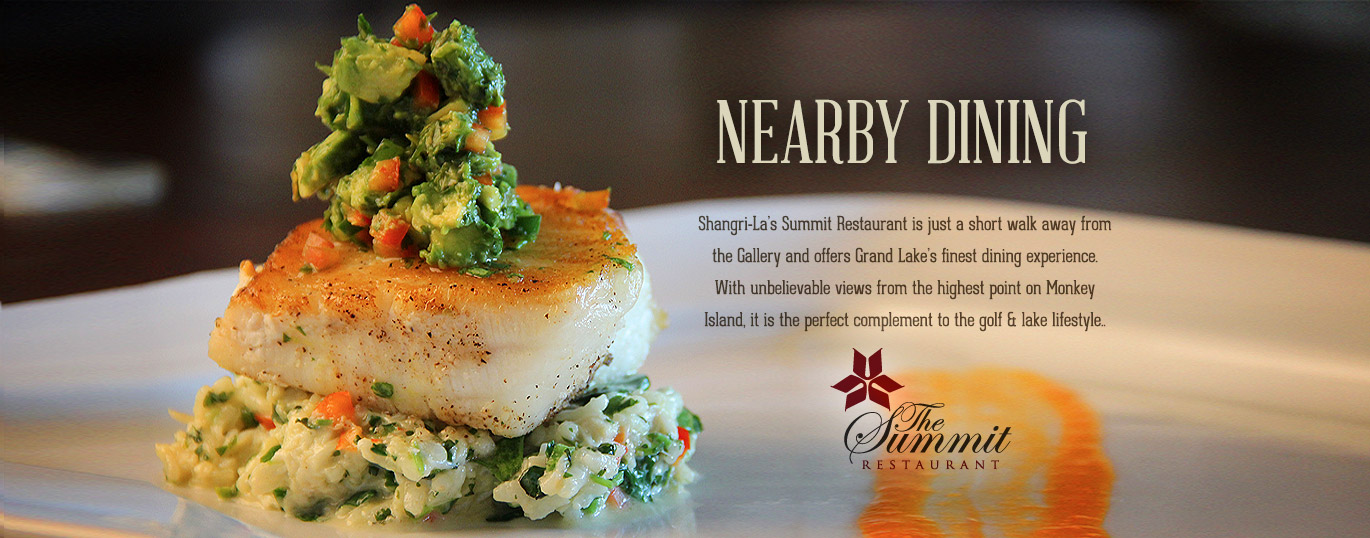 NEARBY DINING
Shangri-La's Summit Restaurant is just a short walk away from
the Gallery and offers Grand Lake's finest dining experience.
With unbelievable views from the highest point on Monkey
Island, it is the perfect complement to the golf & lake lifestyle..
The
Summit
RESTAURANT